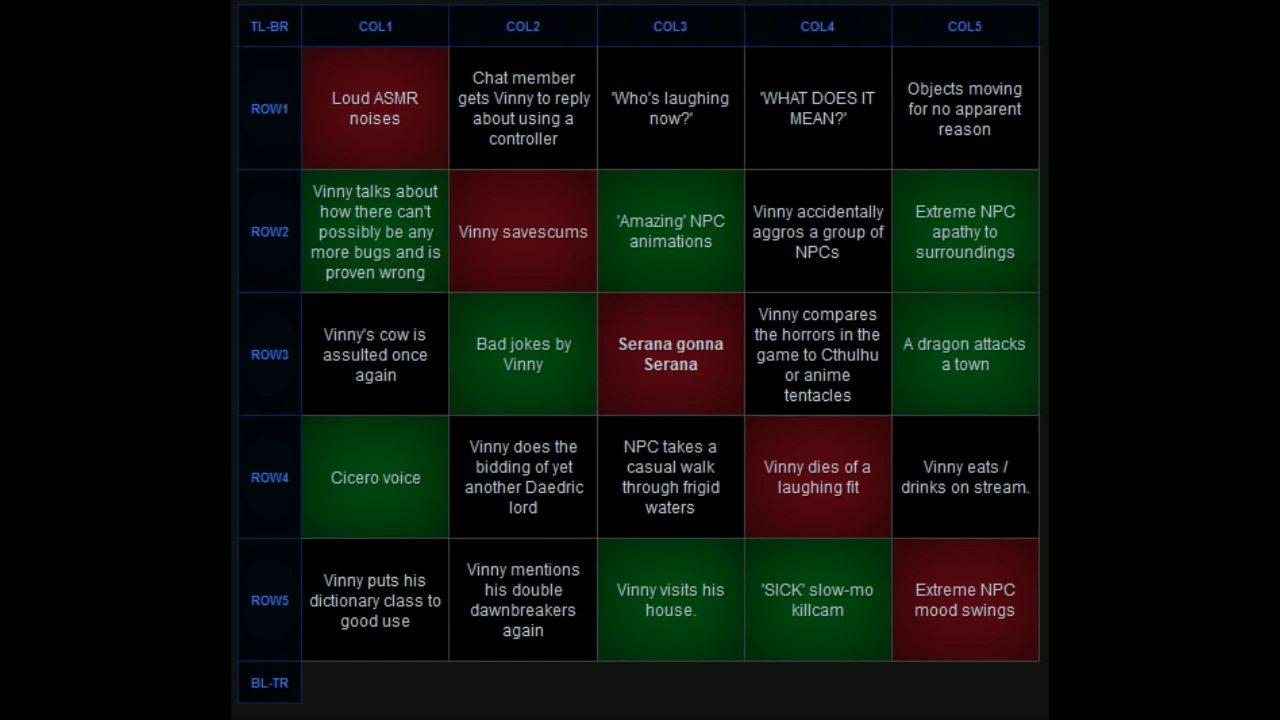 TL-BR COL1 COL2 COL3 COL4 COL5
ROW1
Loud ASMR
noises
Chat member
gets Vinny to reply
about using a
controller
'Who's laughing
now?'
'WHAT DOES IT
MEAN?'
Objects moving
for no apparent
reason
ROW2
Vinny talks about
how there can't
possibly be any
more bugs and is
proven wrong
Vinny savescums
'Amazing' NPC
animations
Vinny accidentally
aggros a group of
NPCs
Extreme NPC
apathy to
surroundings
ROW3
Vinny's cow is
assulted once
again
Bad jokes by
Vinny
Serana gonna
Serana
Vinny compares
the horrors in the
game to Cthulhu
or anime
tentacles
A dragon attacks
a town
ROW4
Cicero voice
Vinny does the
bidding of yet
another Daedric
lord
NPC takes a
casual walk
through frigid
waters
Vinny dies of a
laughing fit
Vinny eats /
drinks on stream.
ROW5
Vinny puts his
dictionary class to
good use
Vinny mentions
his double
dawnbreakers
again
Vinny visits his
house.
'SICK' slow-mo
killcam
Extreme NPC
mood swings
BL-TR